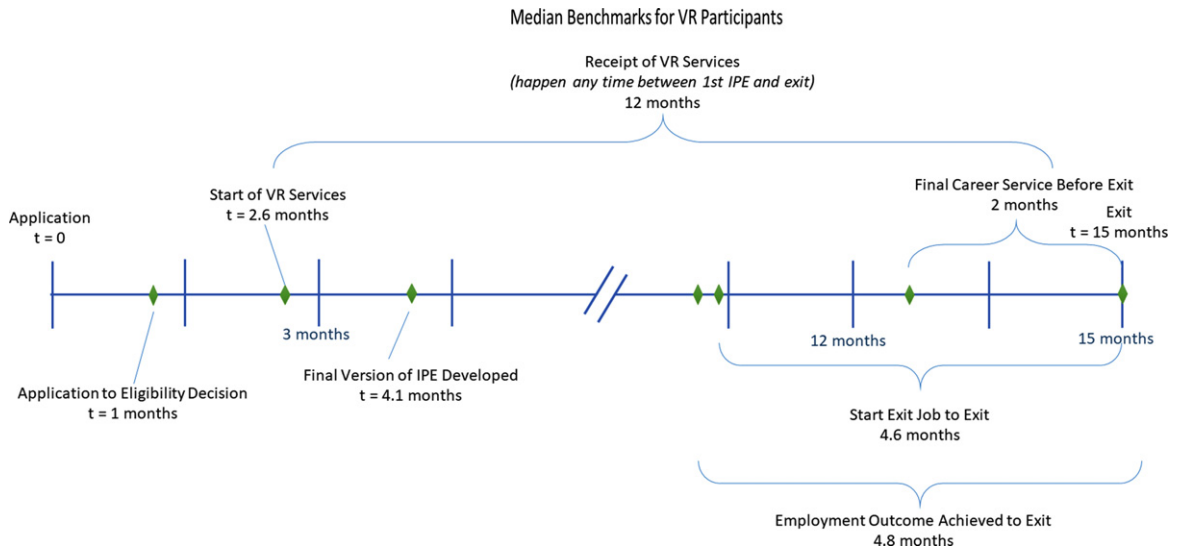 Median Benchmarks for VR Participants
Receipt of VR Services
(happen any time between 1st IPE and exit)
12 months
Start of VR Services
t = 2.6 months
Final Career Service Before Exit
2 months
Application
t = 0
Exit
t = 15 months
3 months
12 months
15 months
Application to Eligibility Decision
t = 1 months
Final Version of IPE Developed
t = 4.1 months
Start Exit Job to Exit
4.6 months
Employment Outcome Achieved to Exit
4.8 months